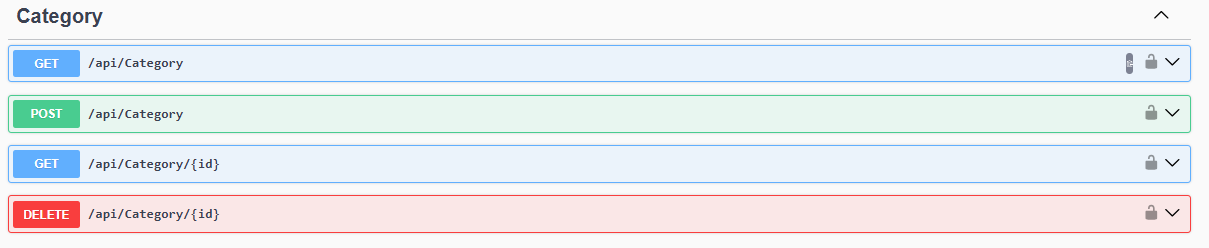 Category
GET /api/Category
POST /api/Category
GET /api/Category/{id}
DELETE /api/Category/{id}